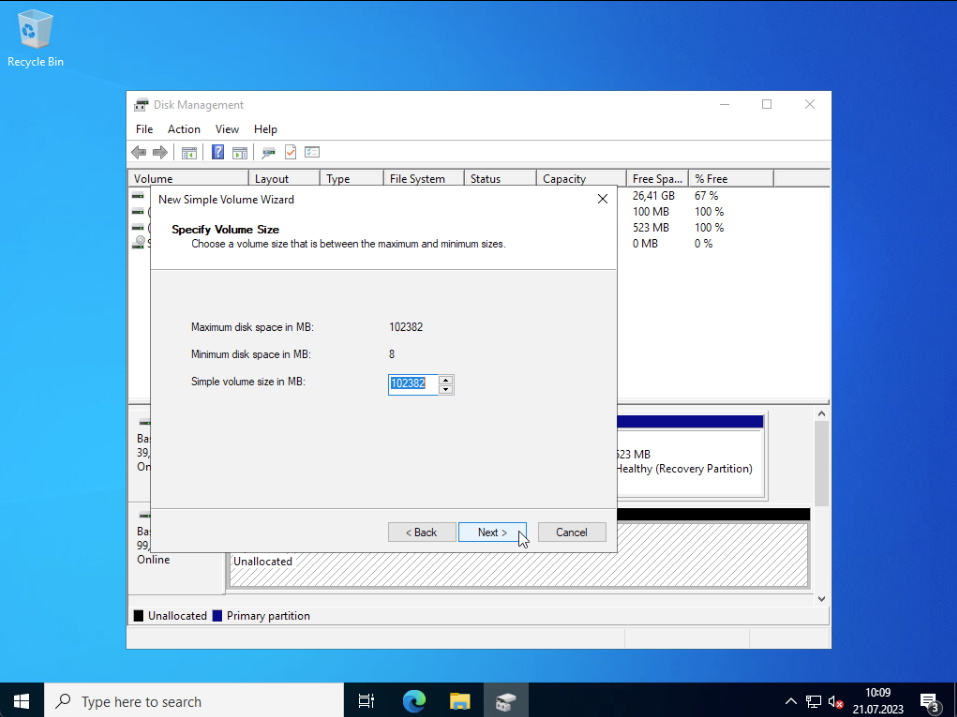 Recycle Bin
Disk Management
File Action View Help
Volume Layout Type File System Status Capacity Free Spa... % Free
26,41 GB 67 %
( 100 MB 100 %
( 523 MB 100 %
S 0 MB 0 %
New Simple Volume Wizard
Specify Volume Size
Choose a volume size that is between the maximum and minimum sizes.
Maximum disk space in MB: 102382
Minimum disk space in MB: 8
Simple volume size in MB: 102382
< Back Next > Cancel
Ba
39,
On
523 MB
Healthy (Recovery Partition)
Ba
99,
Online
Unallocated
Unallocated Primary partition
Type here to search
10:09
21.07.2023
3